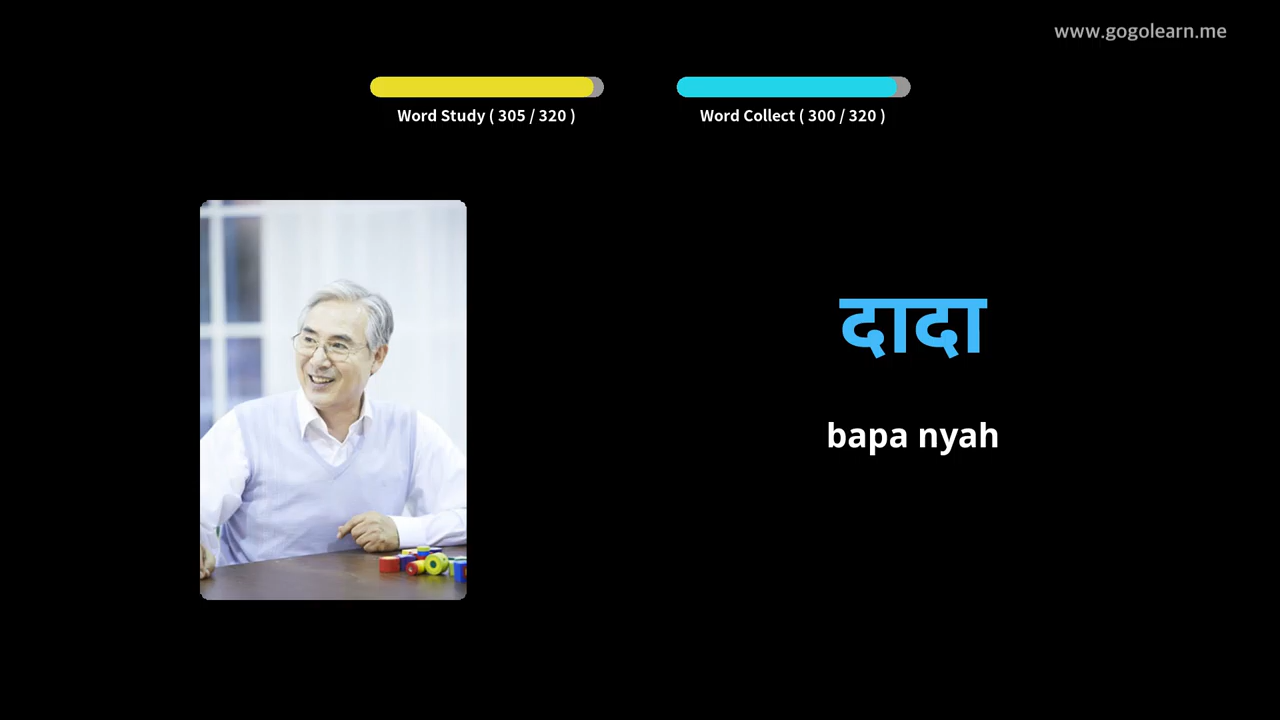 www.gogolearn.me
Word Study ( 305 / 320 )
Word Collect ( 300 / 320 )
दादा
bapa nyah